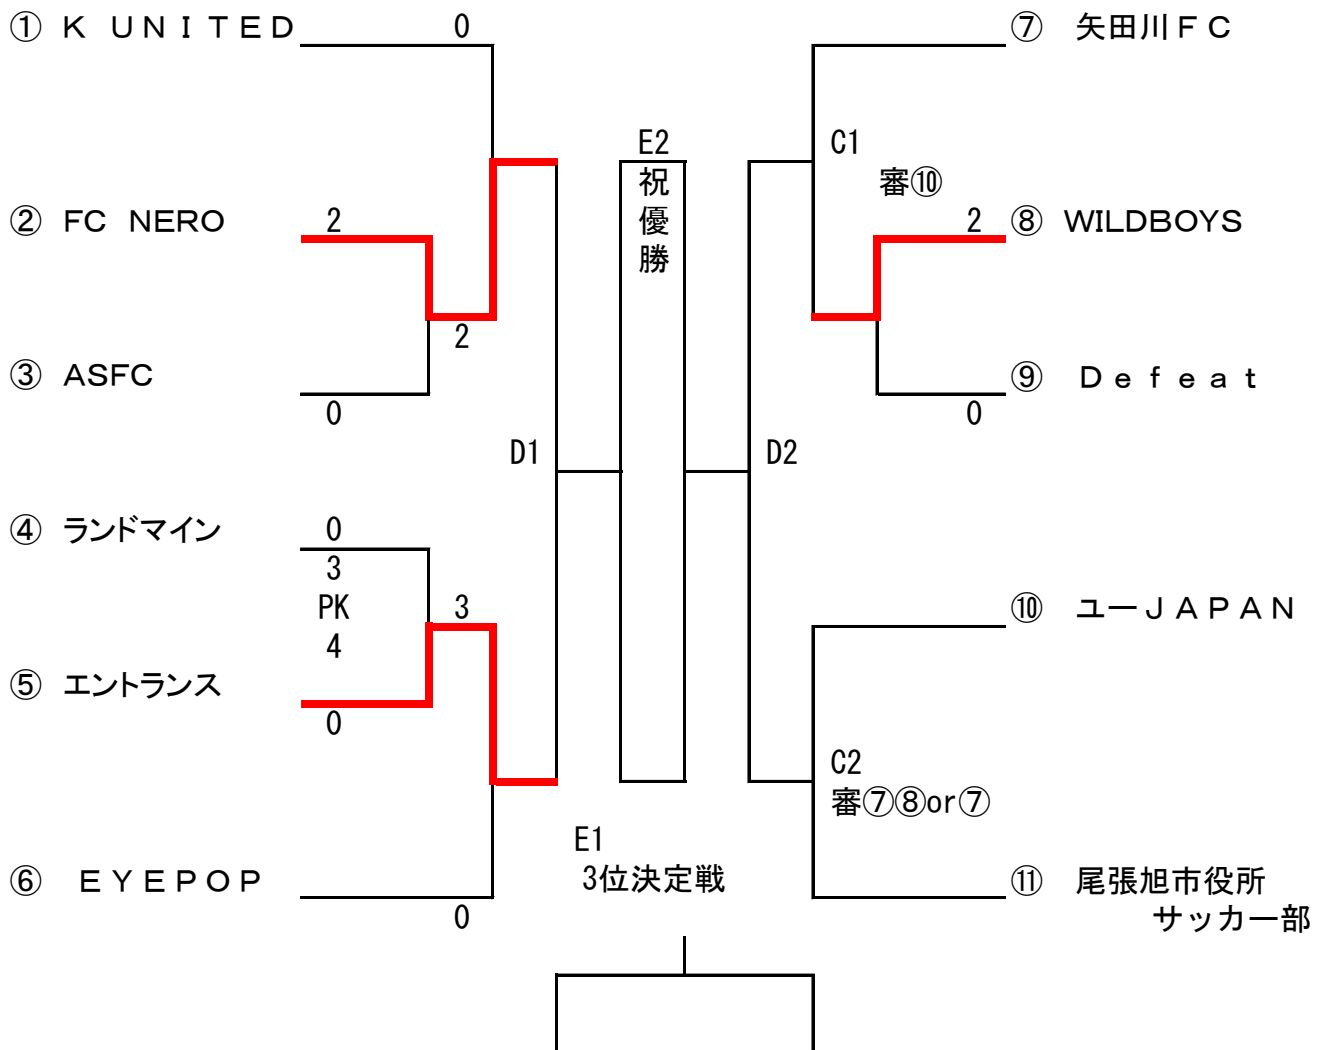 ① Ｋ ＵＮＩＴＥＤ
0
⑦ 矢田川ＦＣ
E2
祝
優
勝
C1
審⑩
② FC NERO
2
2
⑧ WILDBOYS
2
③ ASFC
0
⑨ Ｄｅｆｅａｔ
0
D1
D2
④ ランドマイン
0
3
PK
4
3
⑩ ユーＪＡＰＡＮ
⑤ エントランス
0
C2
審⑦⑧or⑦
E1
3位決定戦
⑥ ＥＹＥＰＯＰ
0
⑪ 尾張旭市役所
サッカー部